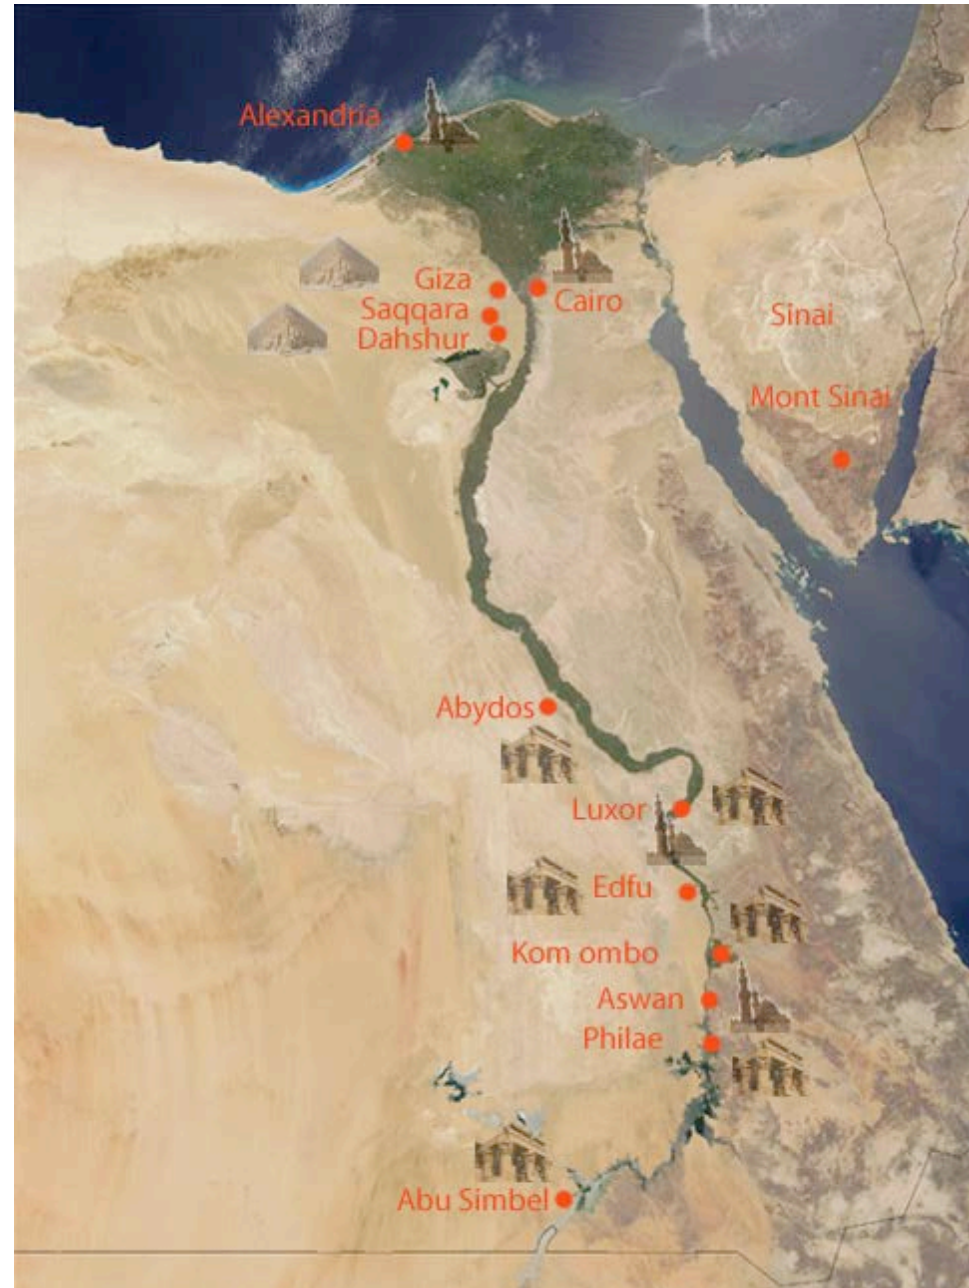 Alexandria
Giza
Cairo
Saqqara
Dahshur
Sinai
Mont Sinai
Abydos
Luxor
Edfu
Kom ombo
Aswan
Philae
Abu Simbel